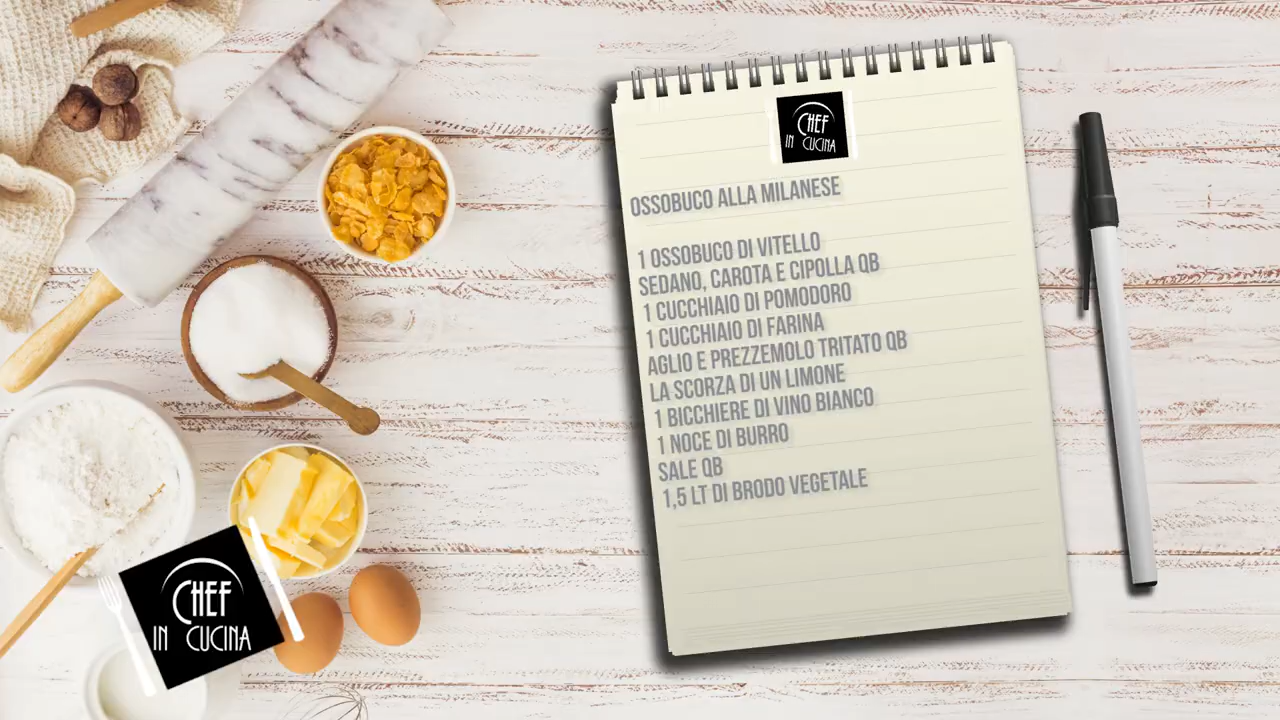 CHEF
IN CUCINA
OSSOBUCO ALLA MILANESE
1 OSSOBUCO DI VITELLO
SEDANO, CAROTA E CIPOLLA QB
1 CUCCHIAIO DI POMODORO
1 CUCCHIAIO DI FARINA
AGLIO E PREZZEMOLO TRITATO QB
LA SCORZA DI UN LIMONE
1 BICCHIERE DI VINO BIANCO
1 NOCE DI BURRO
SALE QB
1,5 LT DI BRODO VEGETALE
CHEF
IN CUCINA